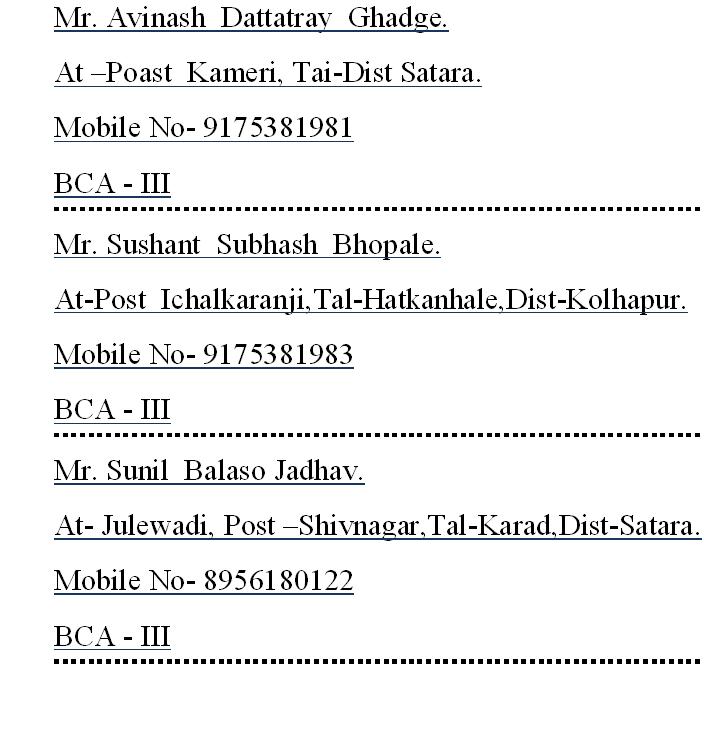 Mr. Avinash Dattatray Ghadge.
At –Poast Kameri, Tai-Dist Satara.
Mobile No- 9175381981
BCA - III
Mr. Sushant Subhash Bhopale.
At-Post Ichalkaranji,Tal-Hatkanhale,Dist-Kolhapur.
Mobile No- 9175381983
BCA - III
Mr. Sunil Balaso Jadhav.
At- Julewadi, Post –Shivnagar,Tal-Karad,Dist-Satara.
Mobile No- 8956180122
BCA - III